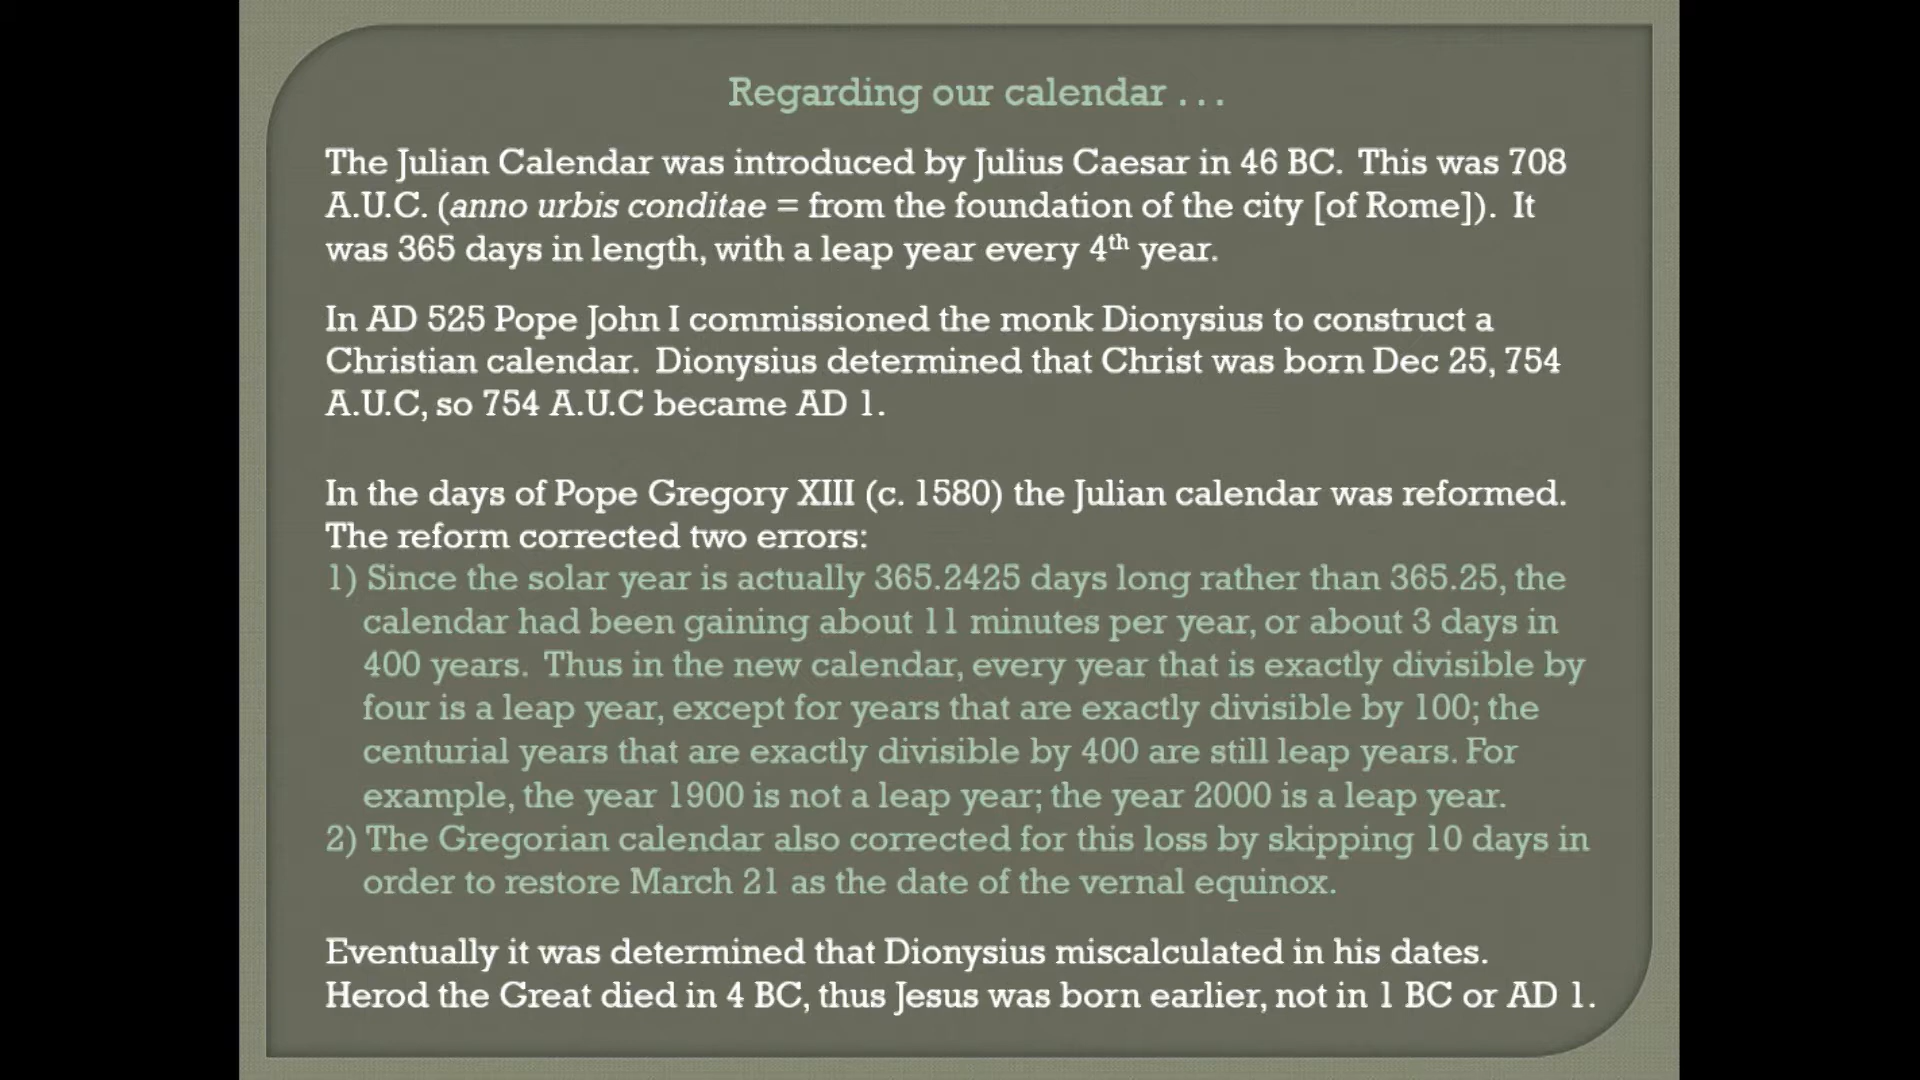 Regarding our calendar . . .
The Julian Calendar was introduced by Julius Caesar in 46 BC.  This was 708
A.U.C. (anno urbis conditae = from the foundation of the city [of Rome]).  It
was 365 days in length, with a leap year every 4th year.
In AD 525 Pope John I commissioned the monk Dionysius to construct a
Christian calendar.  Dionysius determined that Christ was born Dec 25, 754
A.U.C, so 754 A.U.C became AD 1.
In the days of Pope Gregory XIII (c. 1580) the Julian calendar was reformed.
The reform corrected two errors:
1) Since the solar year is actually 365.2425 days long rather than 365.25, the
calendar had been gaining about 11 minutes per year, or about 3 days in
400 years.  Thus in the new calendar, every year that is exactly divisible by
four is a leap year, except for years that are exactly divisible by 100; the
centurial years that are exactly divisible by 400 are still leap years. For
example, the year 1900 is not a leap year; the year 2000 is a leap year.
2) The Gregorian calendar also corrected for this loss by skipping 10 days in
order to restore March 21 as the date of the vernal equinox.
Eventually it was determined that Dionysius miscalculated in his dates.
Herod the Great died in 4 BC, thus Jesus was born earlier, not in 1 BC or AD 1.